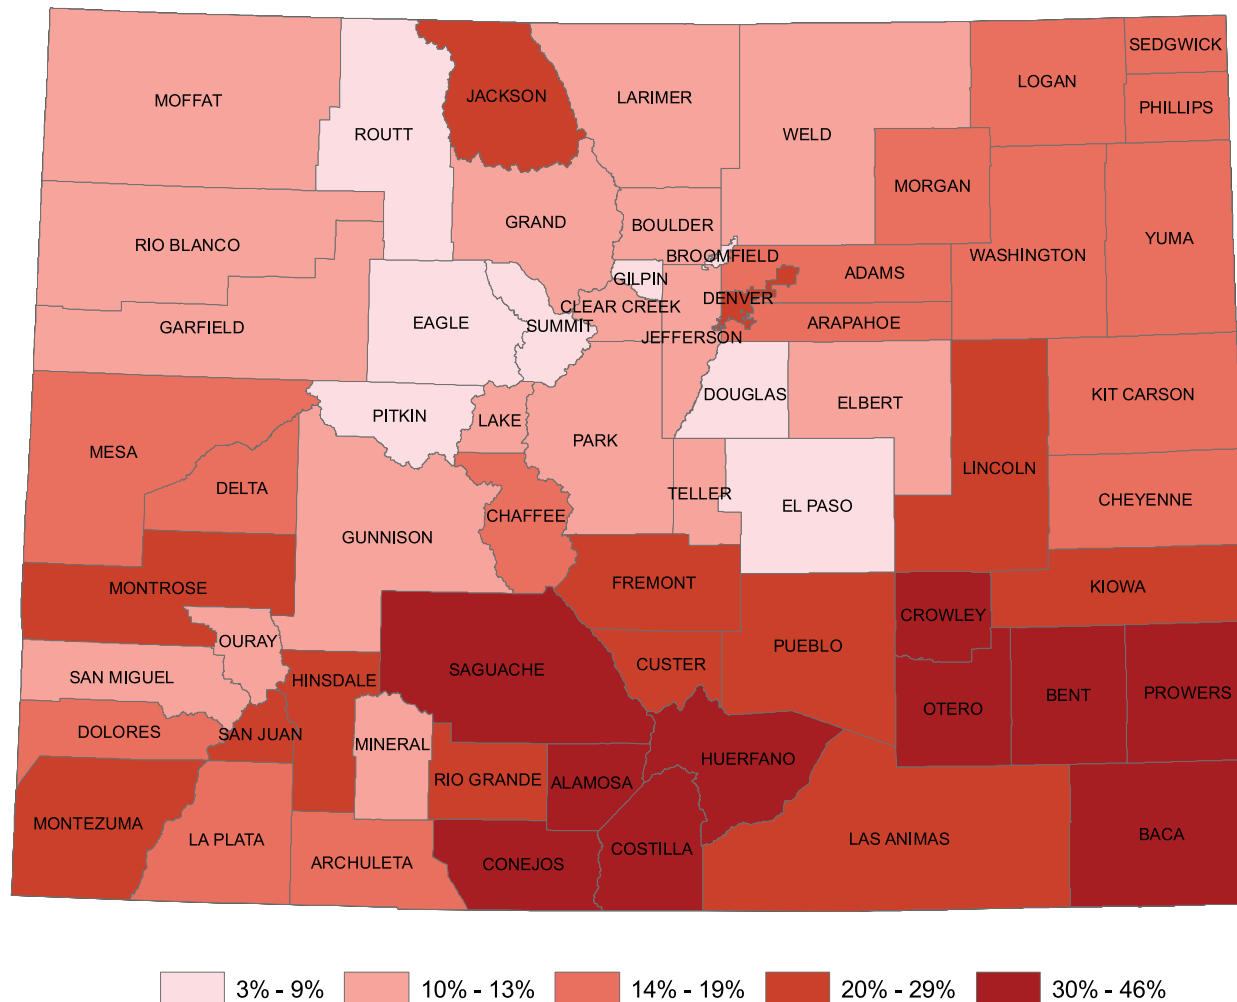 SEDGWICK
LOGAN
JACKSON
MOFFAT
LARIMER
PHILLIPS
ROUTT
WELD
MORGAN
GRAND
BOULDER
YUMA
RIO BLANCO
BROOMFIELD
WASHINGTON
ADAMS
GILPIN
DENVER
CLEAR CREEK
EAGLE
ARAPAHOE
GARFIELD
SUMMIT
JEFFERSON
DOUGLAS
KIT CARSON
ELBERT
PITKIN
LAKE
PARK
MESA
LINCOLN
DELTA
TELLER
CHEYENNE
EL PASO
CHAFFEE
GUNNISON
FREMONT
MONTROSE
KIOWA
CROWLEY
OURAY
PUEBLO
CUSTER
SAGUACHE
SAN MIGUEL
HINSDALE
PROWERS
BENT
OTERO
DOLORES
SAN JUAN
MINERAL
HUERFANO
RIO GRANDE
ALAMOSA
MONTEZUMA
BACA
LA PLATA
LAS ANIMAS
COSTILLA
ARCHULETA
CONEJOS
3% - 9% 10% - 13% 14% - 19% 20% - 29% 30% - 46%